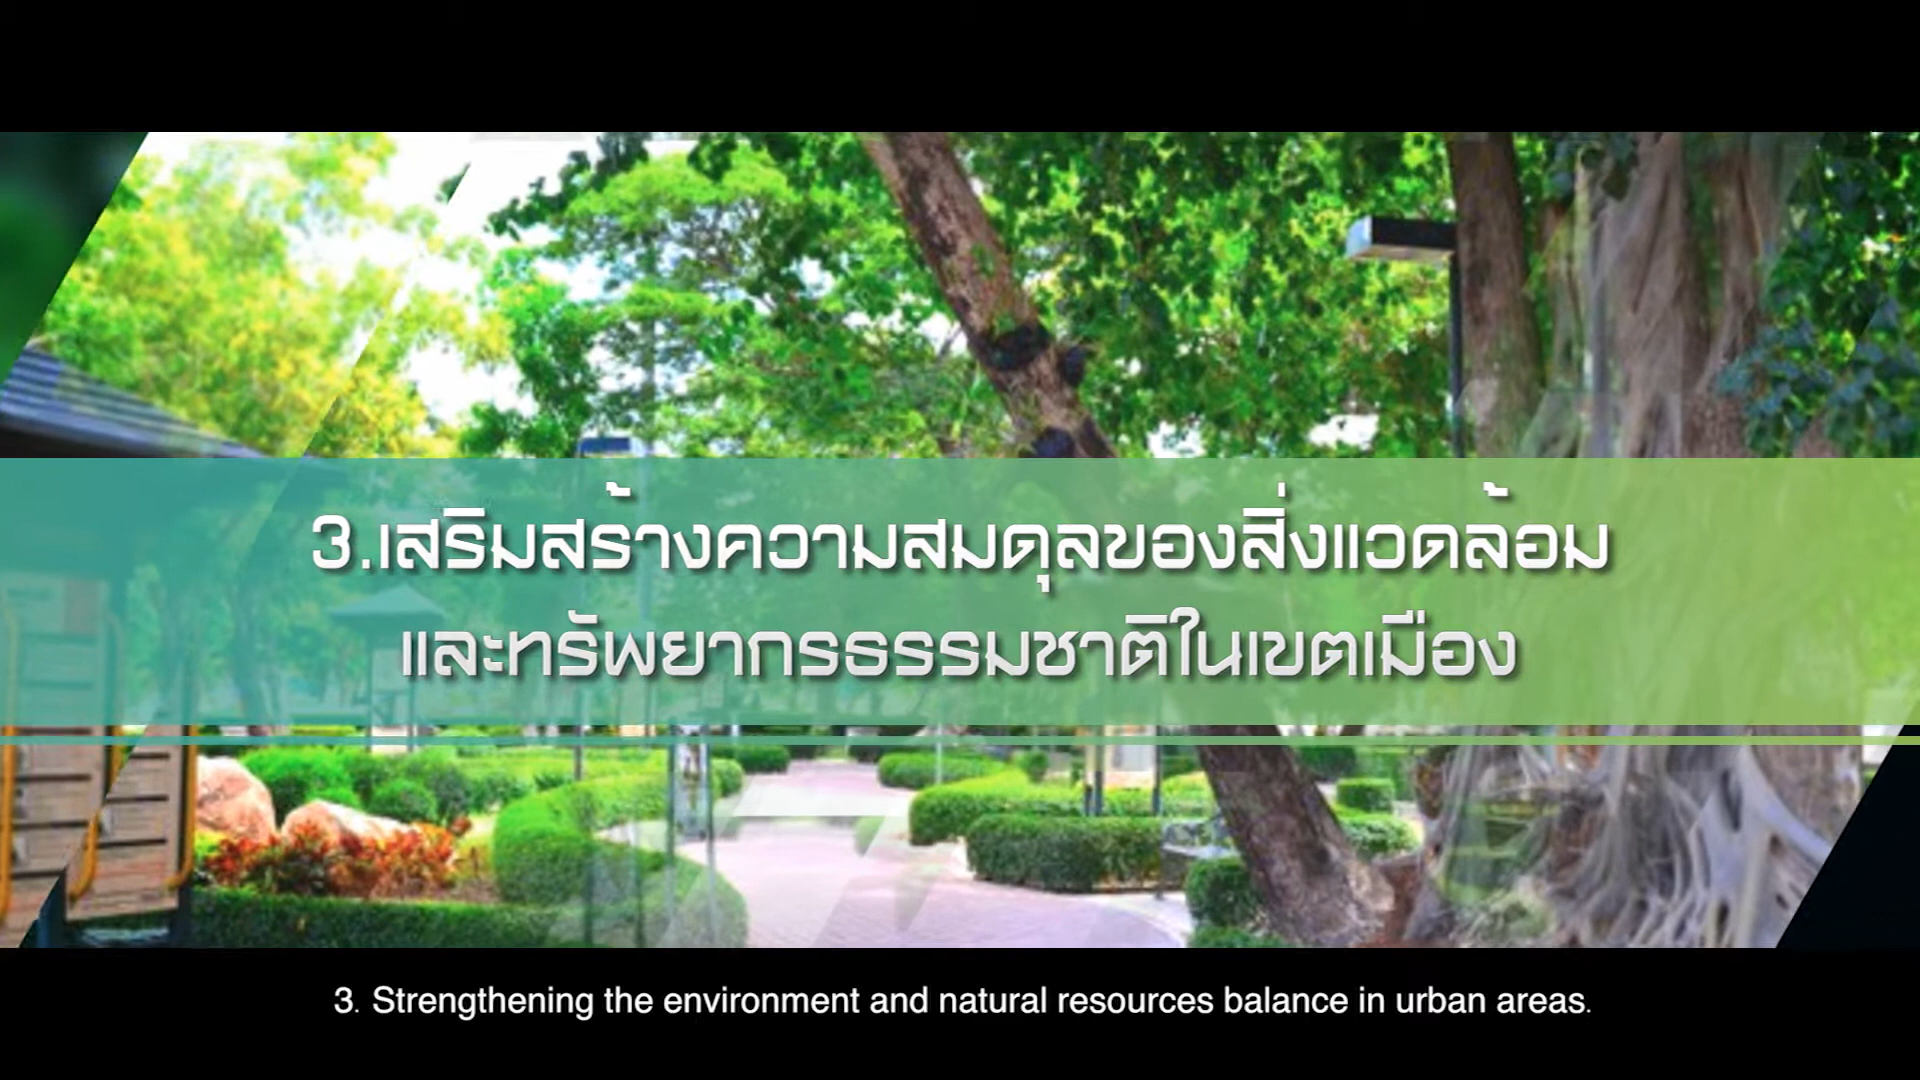 3.เสริมสร้างความสมดุลของสิ่งแวดล้อม
และทรัพยากรธรรมชาติในเขตเมือง
3. Strengthening the environment and natural resources balance in urban areas.